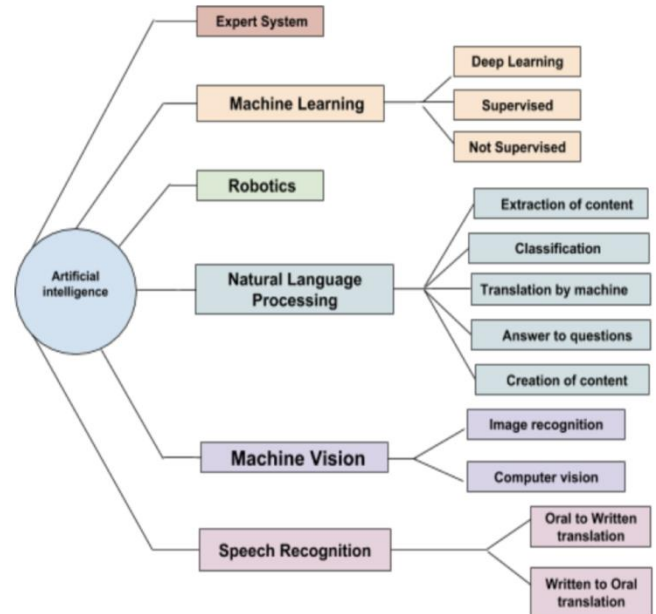 Expert System
Machine Learning
Deep Learning
Supervised
Not Supervised
Robotics
Artificial
intelligence
Natural Language
Processing
Extraction of content
Classification
Translation by machine
Answer to questions
Creation of content
Machine Vision
Image recognition
Computer vision
Speech Recognition
Oral to Written
translation
Written to Oral
translation